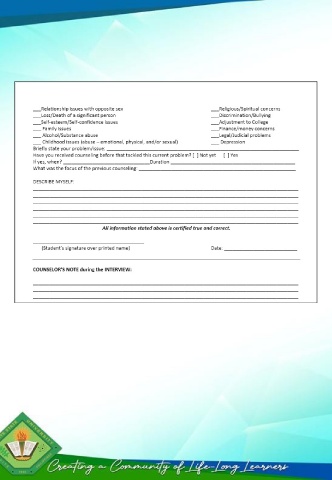 ___Relationship issues with opposite sex ___Religious/Spiritual concerns
___Loss/Death of a significant person ___Discrimination/Bullying
___Self-esteem/Self-confidence issues ___Adjustment to College
___ Family issues ___Finance/money concerns
___ Alcohol/Substance abuse ___Legal/Judicial problems
___ Childhood issues (abuse – emotional, physical, and/or sexual) ___ Depression
Briefly state your problem/issue:
Have you received counseling before that tackled this current problem? [ ] Not yet [ ] Yes
If yes, when? Duration
What was the focus of the previous counseling:
DESCRIBE MYSELF:
All information stated above is certified true and correct.
(Student's signature over printed name) Date:
COUNSELOR'S NOTE during the INTERVIEW:
Creating a Community of Life-Long Learners